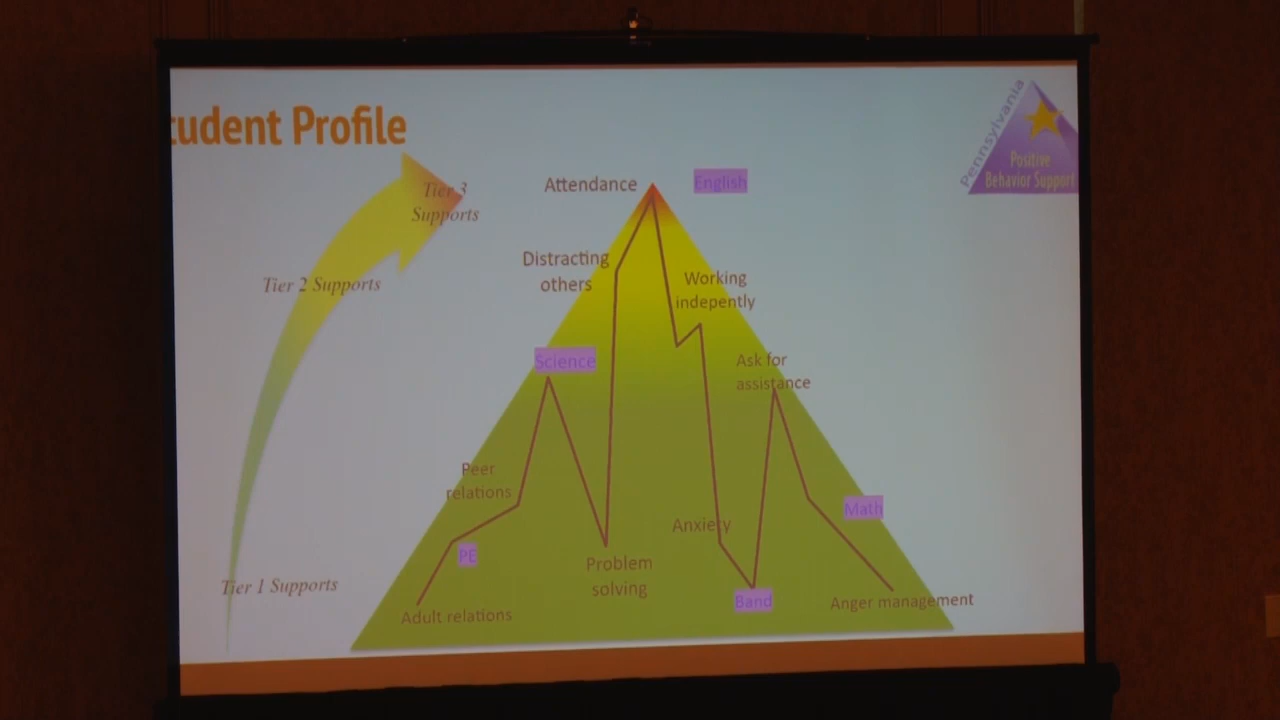 tudent Profile
Pennsylvania
Positive
Behavior Support
Tier 3
Supports
Attendance
English
Distracting
others
Working
indepently
Tier 2 Supports
Science
Ask for
assistance
Peer
relations
Math
Anxiety
PE
Problem
solving
Tier 1 Supports
Band
Adult relations
Anger management